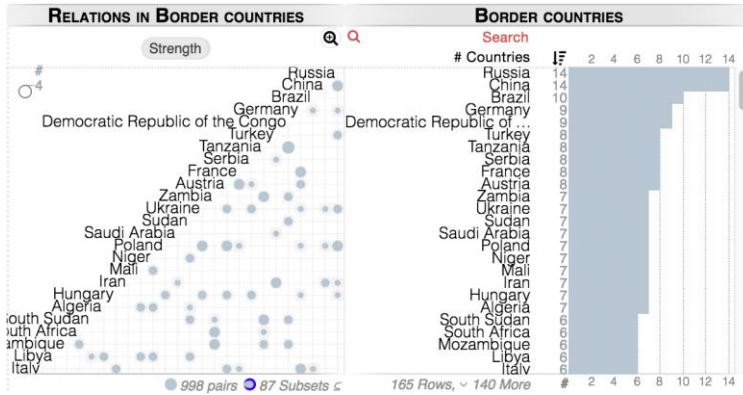 RELATIONS IN BORDER COUNTRIES
Strength
#
4
Russia
China
Brazil
Germany
Democratic Republic of the Congo
Turkey
Tanzania
Serbia
France
Austria
Zambia
Ukraine
Sudan
Saudi Arabia
Poland
Niger
Mali
Iran
Hungary
Algeria
South Sudan
outh Africa
ambique
Libya
Italy
998 pairs 87 Subsets ⊆
BORDER COUNTRIES
Search
# Countries 2 4 6 8 10 12 14
Russia 14
China 14
Brazil 10
Germany 9
Democratic Republic of ... 9
Turkey 8
Tanzania 8
Serbia 8
France 8
Austria 8
Zambia 7
Ukraine 7
Sudan 7
Saudi Arabia 7
Poland 7
Niger 7
Mali 7
Iran 7
Hungary 7
Algeria 7
South Sudan 6
South Africa 6
Mozambique 6
Libya 6
Italy 6
165 Rows, 140 More # 2 4 6 8 10 12 14